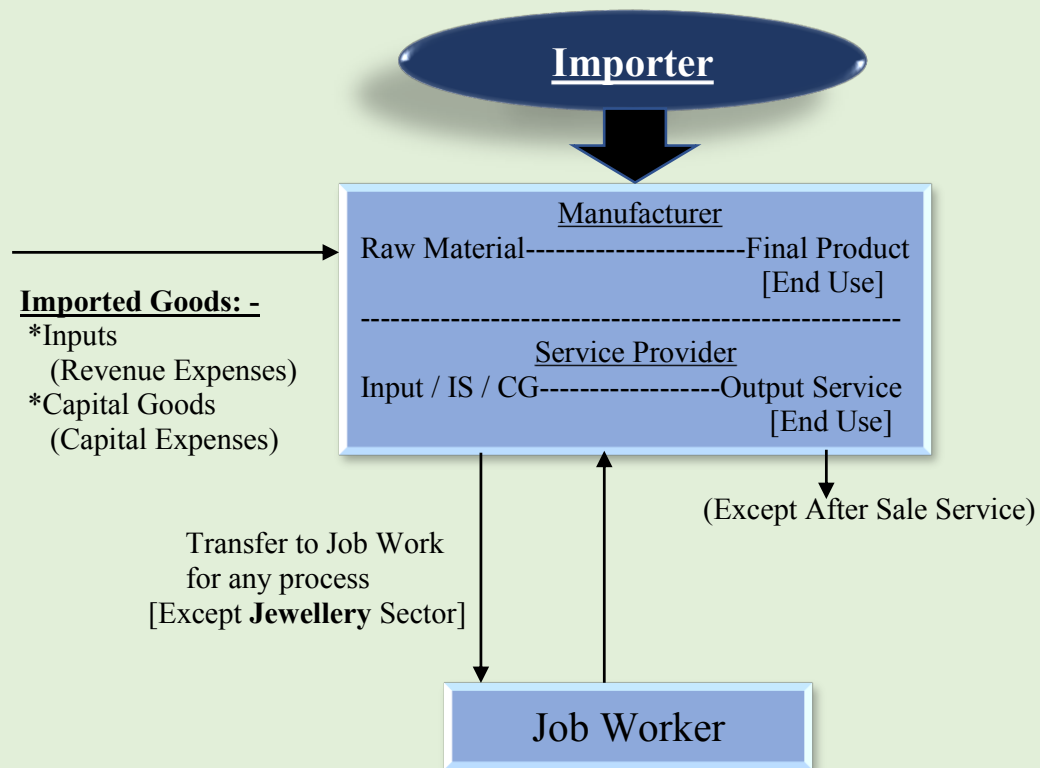 Importer
Manufacturer
Raw Material----------------------Final Product
[End Use]
-------------------------------------------------------
Service Provider
Input / IS / CG------------------Output Service
[End Use]
Imported Goods: -
*Inputs
(Revenue Expenses)
*Capital Goods
(Capital Expenses)
(Except After Sale Service)
Transfer to Job Work
for any process
[Except Jewellery Sector]
Job Worker